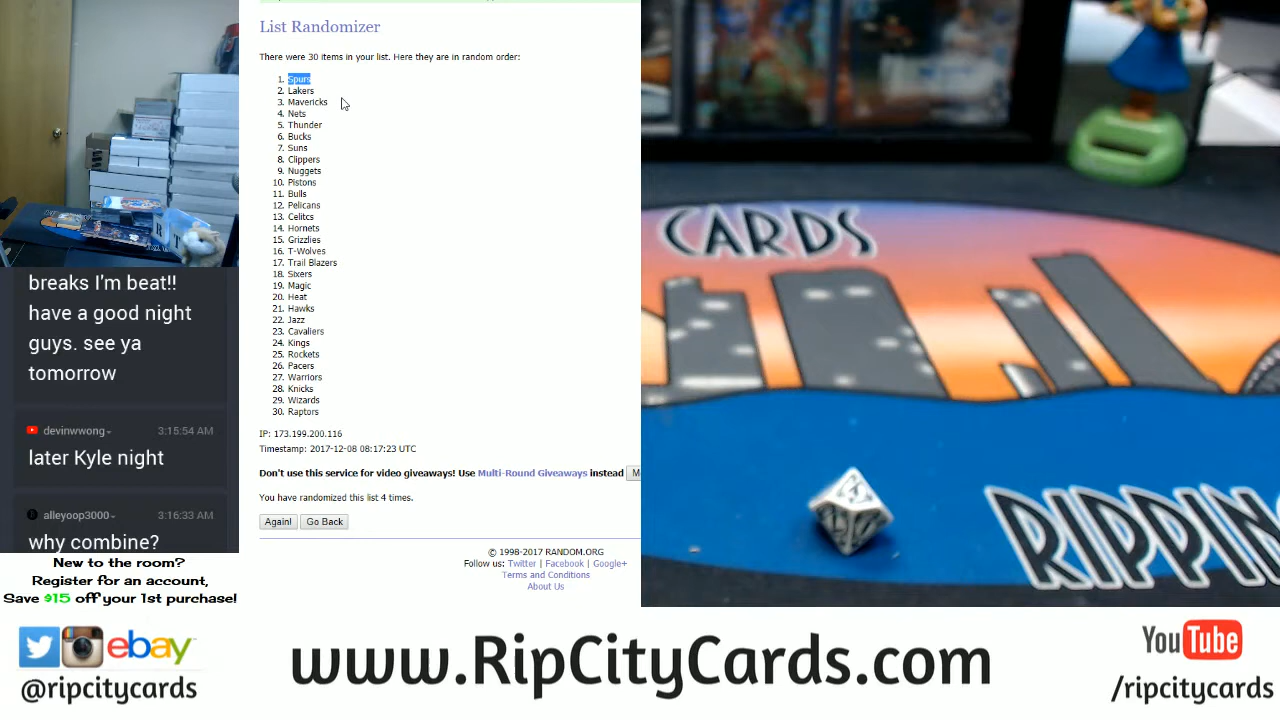 List Randomizer
There were 30 items in your list. Here they are in random order:
1. Spurs
2. Lakers
3. Mavericks
4. Nets
5. Thunder
6. Bucks
7. Suns
8. Clippers
9. Nuggets
10. Pistons
11. Bulls
12. Pelicans
13. Celitcs
14. Hornets
15. Grizzlies
16. T-Wolves
17. Trail Blazers
18. Sixers
19. Magic
20. Heat
21. Hawks
22. Jazz
23. Cavaliers
24. Kings
25. Rockets
26. Pacers
27. Warriors
28. Knicks
29. Wizards
30. Raptors
IP: 173.199.200.116
Timestamp: 2017-12-08 08:17:23 UTC
Don't use this service for video giveaways! Use Multi-Round Giveaways instead
You have randomized this list 4 times.
Again! Go Back
© 1998-2017 RANDOM.ORG
Follow us: Twitter | Facebook | Google+
Terms and Conditions
About Us
breaks I'm beat!!
have a good night
guys. see ya
tomorrow
devinwwong 3:15:54 AM
later Kyle night
alleyoop3000 3:16:33 AM
why combine?
New to the room?
Register for an account,
Save $15 off your 1st purchase!
CARDS
RIPPIN
ebay
@ripcitycards
www.RipCityCards.com
YouTube
/ripcitycards